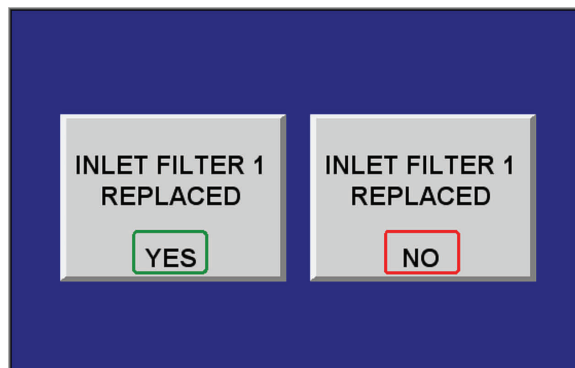 INLET FILTER 1
REPLACED
YES
INLET FILTER 1
REPLACED
NO